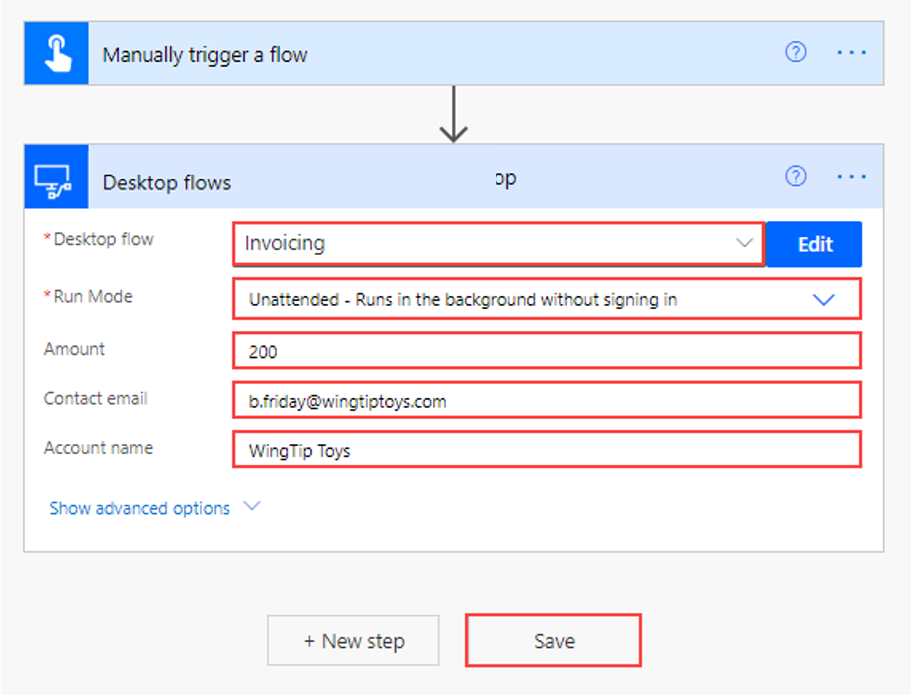 Manually trigger a flow
Desktop flows op
* Desktop flow Invoicing Edit
* Run Mode Unattended - Runs in the background without signing in
Amount 200
Contact email b.friday@wingtiptoys.com
Account name WingTip Toys
Show advanced options
+ New step Save